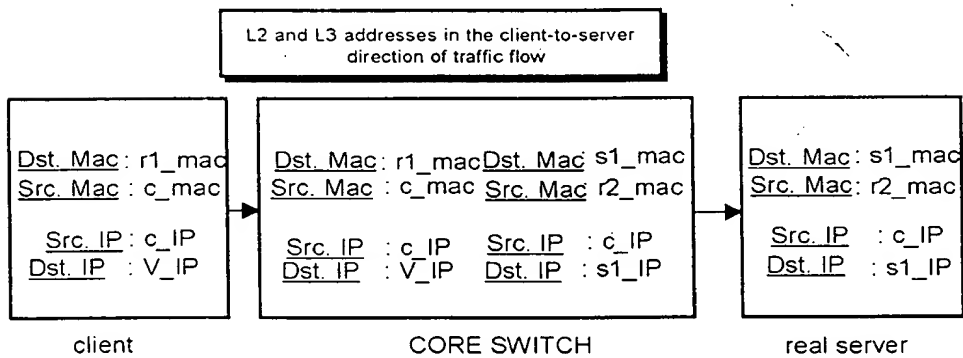 L2 and L3 addresses in the client-to-server
direction of traffic flow
Dst. Mac : r1_mac
Src. Mac : c_mac
Src. IP : c_IP
Dst. IP : V_IP
client
Dst. Mac : r1_mac Dst. Mac : s1_mac
Src. Mac : c_mac Src. Mac r2_mac
Src. IP : c_IP Src. IP : c_IP
Dst. IP : V_IP Dst. IP : s1_IP
CORE SWITCH
Dst. Mac : s1_mac
Src. Mac : r2_mac
Src. IP : c_IP
Dst. IP : s1_IP
real server